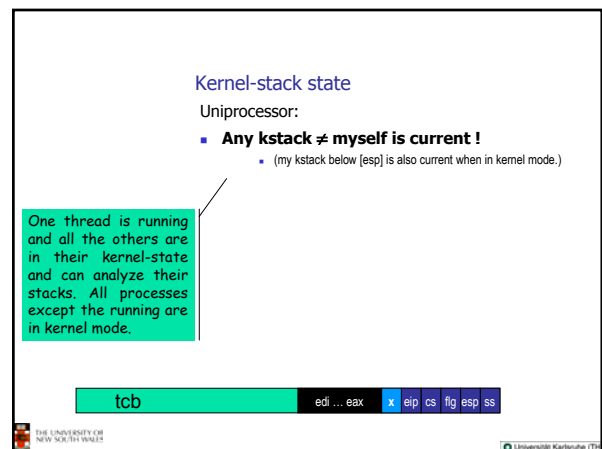 Kernel-stack state
Uniprocessor:
Any kstack ≠ myself is current !
(my kstack below [esp] is also current when in kernel mode.)
One thread is running
and all the others are
in their kernel-state
and can analyze their
stacks. All processes
except the running are
in kernel mode.
tcb edi … eax x eip cs flg esp ss
THE UNIVERSITY OF
NEW SOUTH WALES
Universität Karlsruhe (TH